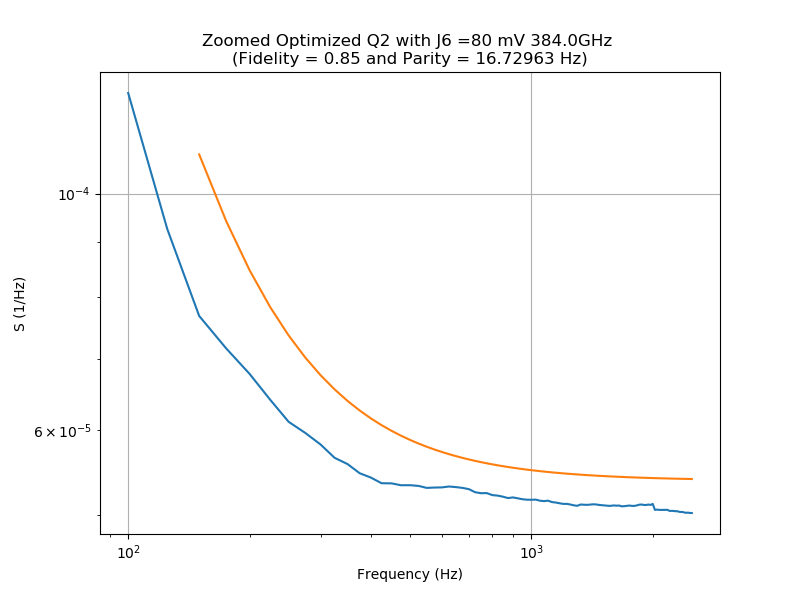 Zoomed Optimized Q2 with J6 =80 mV 384.0GHz
(Fidelity = 0.85 and Parity = 16.72963 Hz)
S (1/Hz)
10⁻⁴
6 × 10⁻⁵
10² 10³
Frequency (Hz)